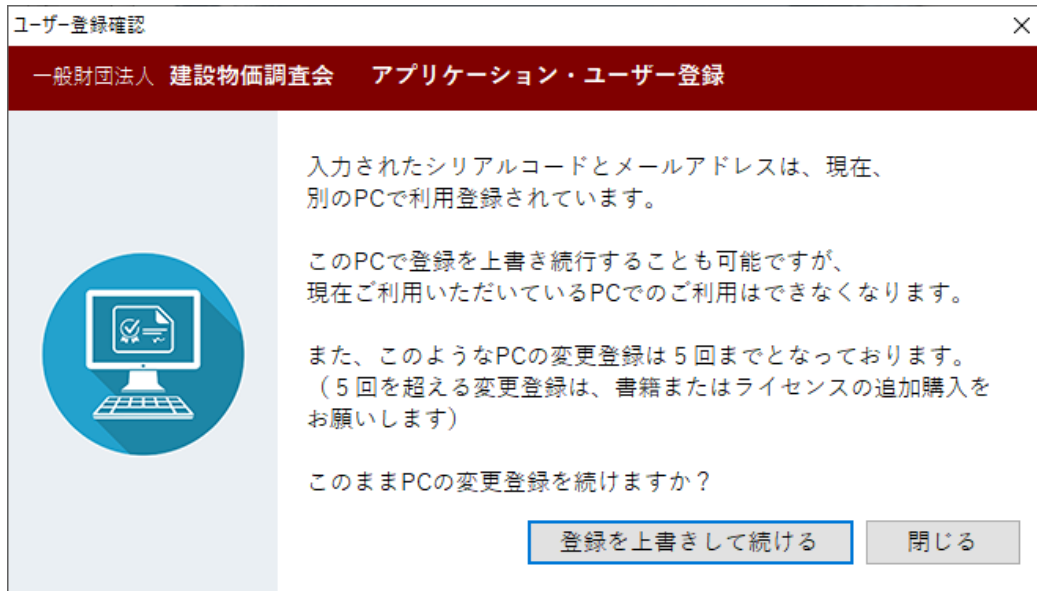 ユーザー登録確認
一般財団法人 建設物価調査会 アプリケーション・ユーザー登録
入力されたシリアルコードとメールアドレスは、現在、
別のPCで利用登録されています。
このPCで登録を上書き続行することも可能ですが、
現在ご利用いただいているPCでのご利用はできなくなります。
また、このようなPCの変更登録は５回までとなっております。
（５回を超える変更登録は、書籍またはライセンスの追加購入を
お願いします）
このままPCの変更登録を続けますか？
登録を上書きして続ける 閉じる